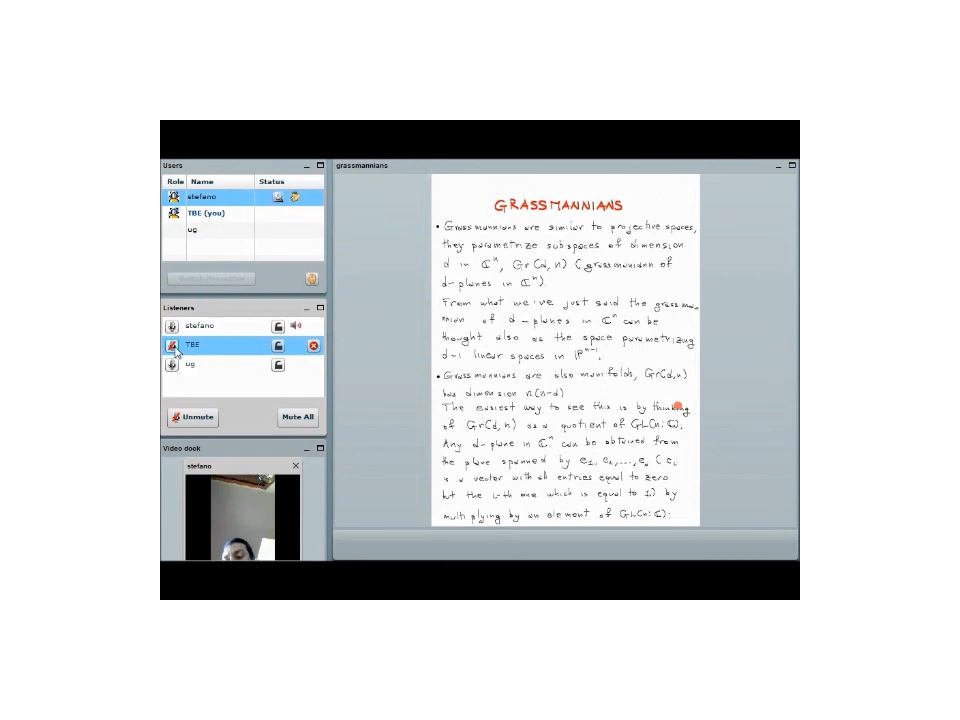 Users
Role Name Status
stefano
TBE (you)
ug
Switch Presenter
Listeners
stefano
TBE
ug
Unmute Mute All
Video dock
stefano
grassmannians
GRASSMANNIANS
• Grassmannians are similar to projective spaces,
they parametrize subspaces of dimension
d in ℂⁿ, Gr(d, n) (grassmaniann of
d-planes in ℂⁿ).
From what we've just said the grassma-
nnian of d-planes in ℂⁿ can be
thought also as the space parametrizing
d-1 linear spaces in ℙⁿ⁻¹.
• Grassmannians are also manifolds, Gr(d,n)
has dimension n(n-d)
The easiest way to see this is by thinking
of Gr(d, n) as a quotient of GL(n:ℂ).
Any d-plane in ℂⁿ can be obtained from
the plane spanned by e₁, e₂, ..., (eᵢ
is a vector with all entries equal to zero
but the i-th one which is equal to 1) by
multiplying by an element of GL(n:ℂ):